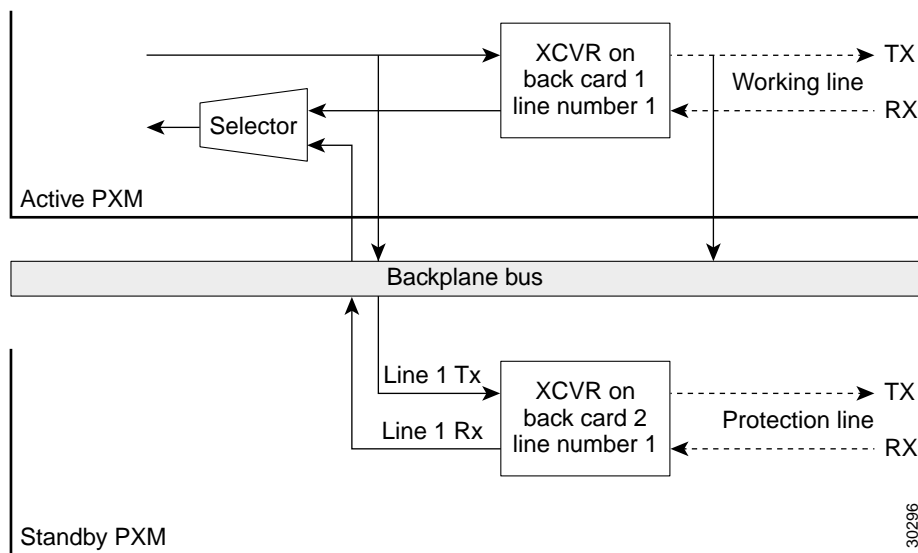 XCVR on
back card 1
line number 1
TX
Working line
RX
Selector
Active PXM
Backplane bus
Line 1 Tx
Line 1 Rx
XCVR on
back card 2
line number 1
TX
Protection line
RX
Standby PXM
30296